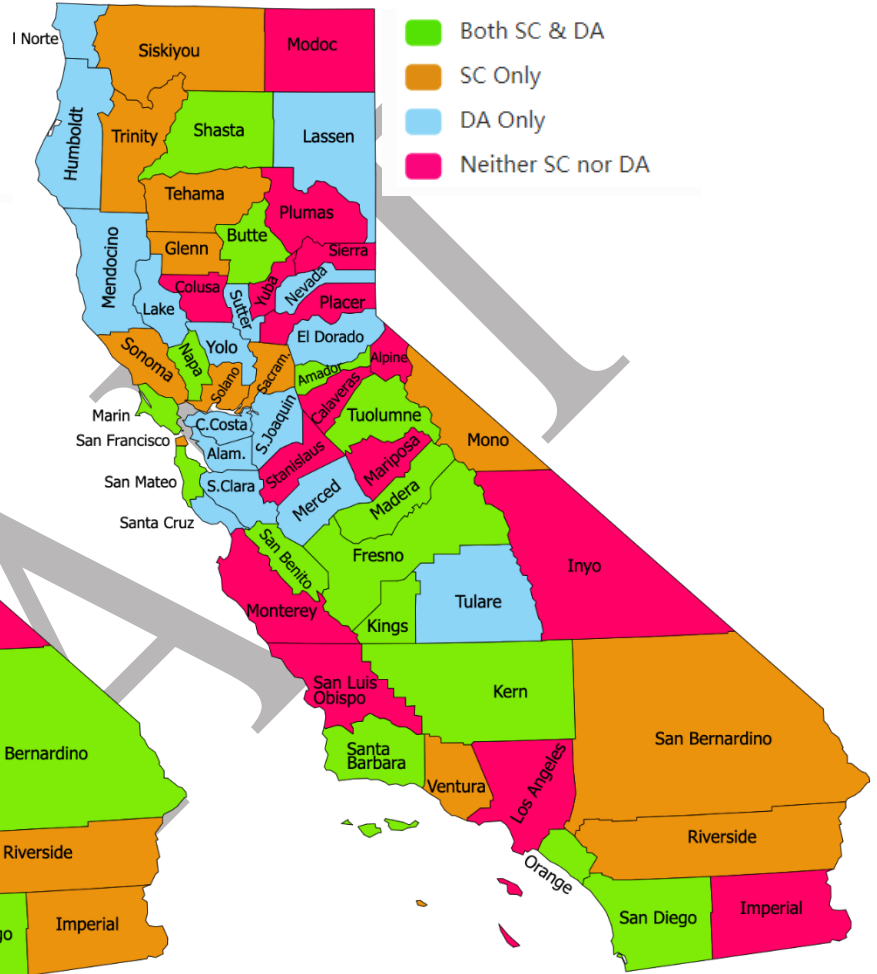 Both SC & DA
SC Only
DA Only
Neither SC nor DA
l Norte
Siskiyou
Modoc
Humboldt
Trinity
Shasta
Lassen
Tehama
Plumas
Mendocino
Glenn
Butte
Sierra
Colusa
Yuba
Nevada
Lake
Sutter
Placer
Sonoma
Napa
Yolo
El Dorado
Solano
Sacram.
Amador
Alpine
Marin
C.Costa
S.Joaquin
Calaveras
Tuolumne
San Francisco
Alam.
Stanislaus
Mariposa
Mono
San Mateo
S.Clara
Merced
Madera
Santa Cruz
San Benito
Fresno
Inyo
Monterey
Kings
Tulare
San Luis
Obispo
Kern
Santa
Barbara
Ventura
Los Angeles
San Bernardino
Riverside
Orange
San Diego
Imperial
Bernardino
Riverside
go
Imperial